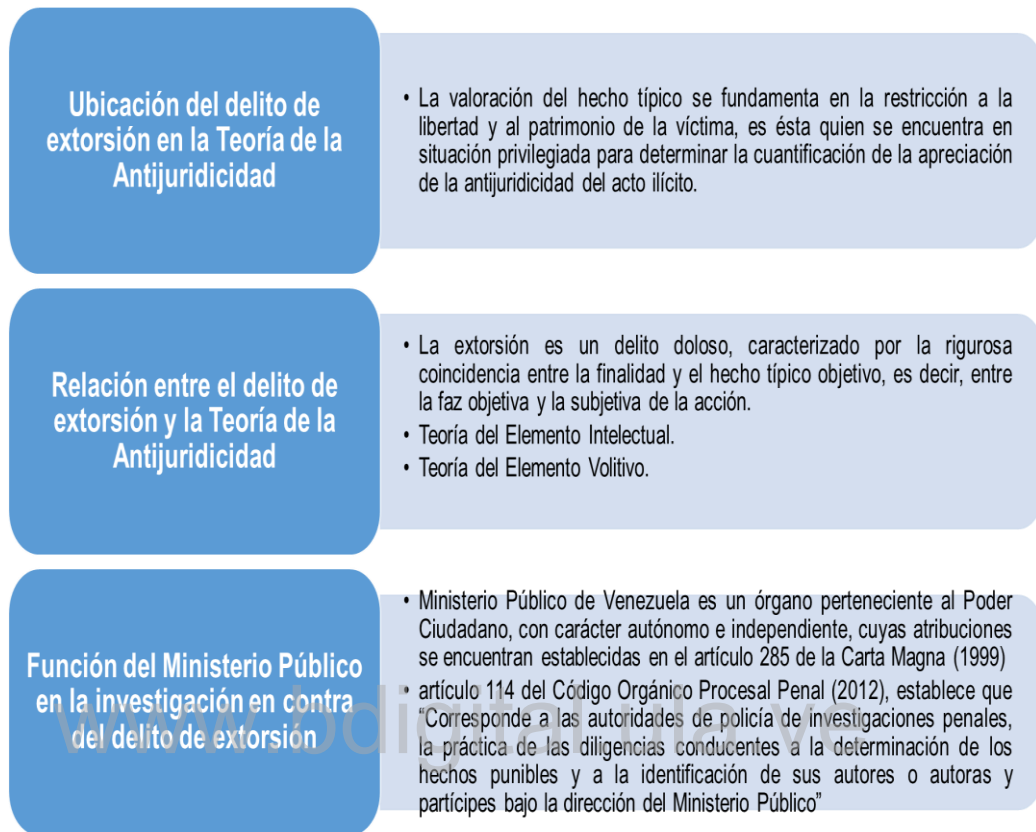 Ubicación del delito de
extorsión en la Teoría de la
Antijuridicidad
• La valoración del hecho típico se fundamenta en la restricción a la
libertad y al patrimonio de la víctima, es ésta quien se encuentra en
situación privilegiada para determinar la cuantificación de la apreciación
de la antijuridicidad del acto ilícito.
Relación entre el delito de
extorsión y la Teoría de la
Antijuridicidad
• La extorsión es un delito doloso, caracterizado por la rigurosa
coincidencia entre la finalidad y el hecho típico objetivo, es decir, entre
la faz objetiva y la subjetiva de la acción.
• Teoría del Elemento Intelectual.
• Teoría del Elemento Volitivo.
Función del Ministerio Público
en la investigación en contra
del delito de extorsión
• Ministerio Público de Venezuela es un órgano perteneciente al Poder
Ciudadano, con carácter autónomo e independiente, cuyas atribuciones
se encuentran establecidas en el artículo 285 de la Carta Magna (1999)
• artículo 114 del Código Orgánico Procesal Penal (2012), establece que
“Corresponde a las autoridades de policía de investigaciones penales,
la práctica de las diligencias conducentes a la determinación de los
hechos punibles y a la identificación de sus autores o autoras y
partícipes bajo la dirección del Ministerio Público”
www.bdigital.ula.ve